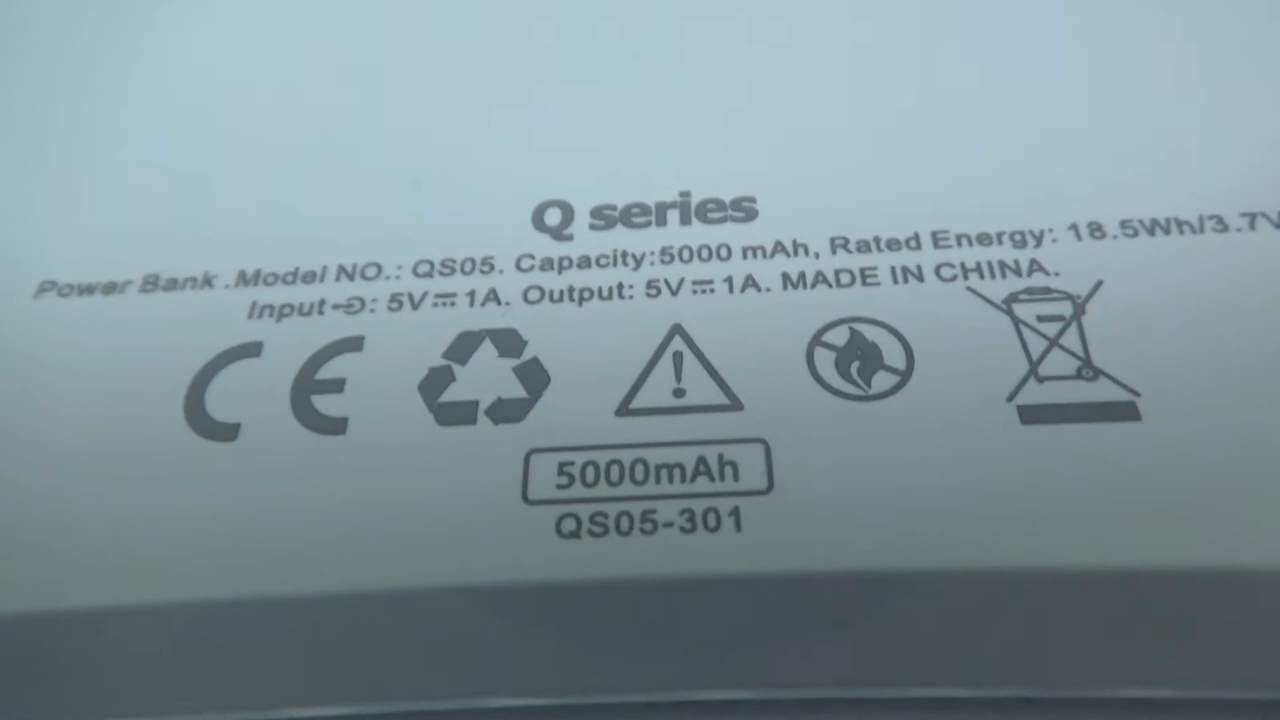 Q series
Power Bank .Model NO.: QS05. Capacity:5000 mAh, Rated Energy: 18.5Wh/3.7V
Input: 5V⎓1A. Output: 5V⎓1A. MADE IN CHINA.
CE
5000mAh
QS05-301